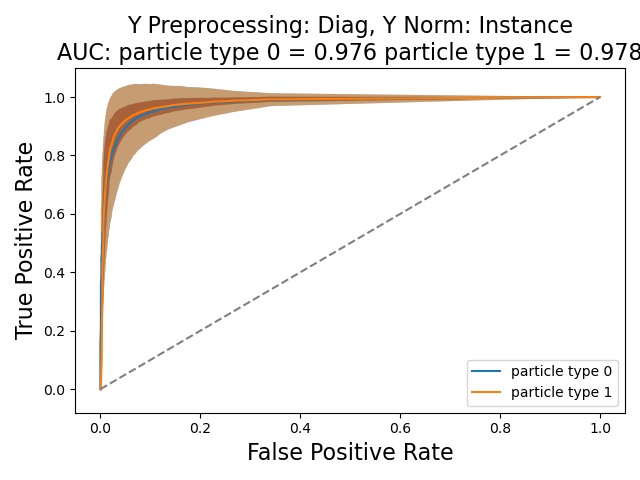 Y Preprocessing: Diag, Y Norm: Instance
AUC: particle type 0 = 0.976 particle type 1 = 0.978
True Positive Rate
1.0
0.8
0.6
0.4
0.2
0.0
particle type 0
particle type 1
0.0 0.2 0.4 0.6 0.8 1.0
False Positive Rate